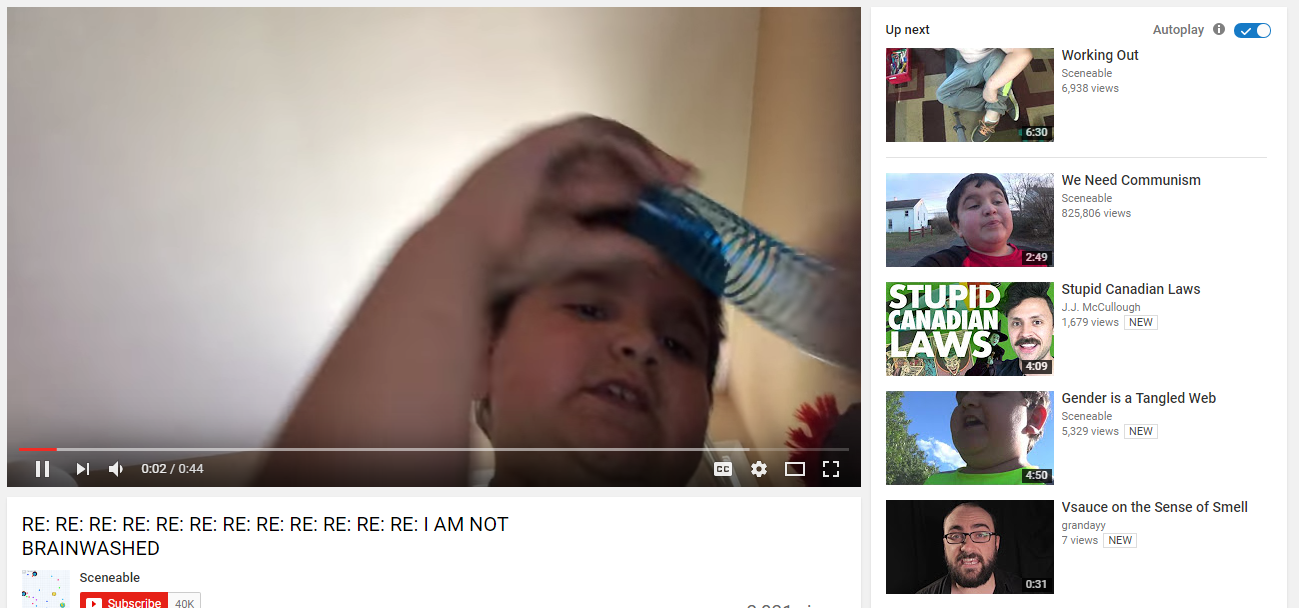 0:02 / 0:44
CC
RE: RE: RE: RE: RE: RE: RE: RE: RE: RE: RE: RE: I AM NOT
BRAINWASHED
Sceneable
Subscribe 40K
Up next
Autoplay
Working Out
Sceneable
6,938 views
6:30
We Need Communism
Sceneable
825,806 views
2:49
STUPID
CANADIAN
LAWS
4:09
Stupid Canadian Laws
J.J. McCullough
1,679 views NEW
Gender is a Tangled Web
Sceneable
5,329 views NEW
4:50
Vsauce on the Sense of Smell
grandayy
7 views NEW
0:31